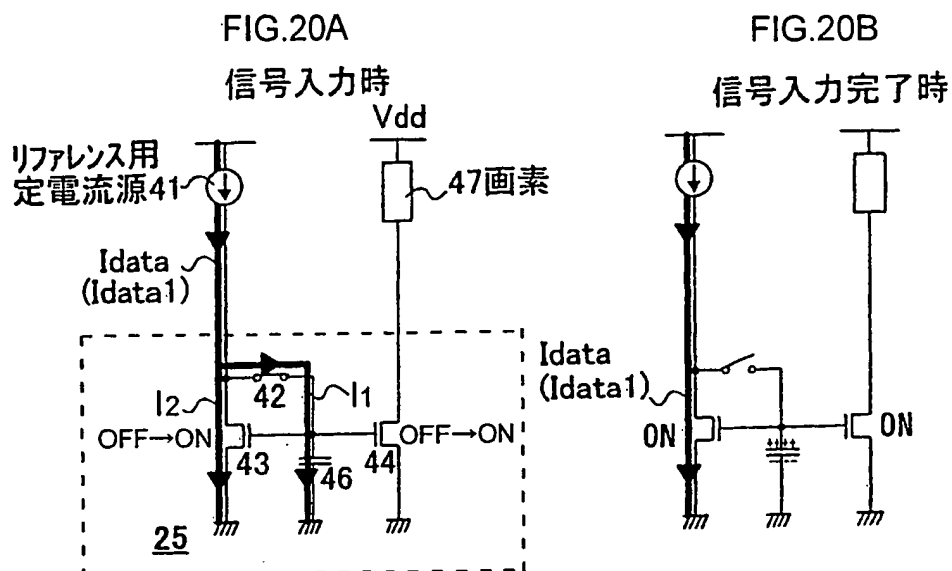 FIG.20A
信号入力時
Vdd
リファレンス用
定電流源41
47画素
Idata
(Idata1)
I2
42
I1
OFF→ON
43
46
44
OFF→ON
25
FIG.20B
信号入力完了時
Idata
(Idata1)
ON
ON